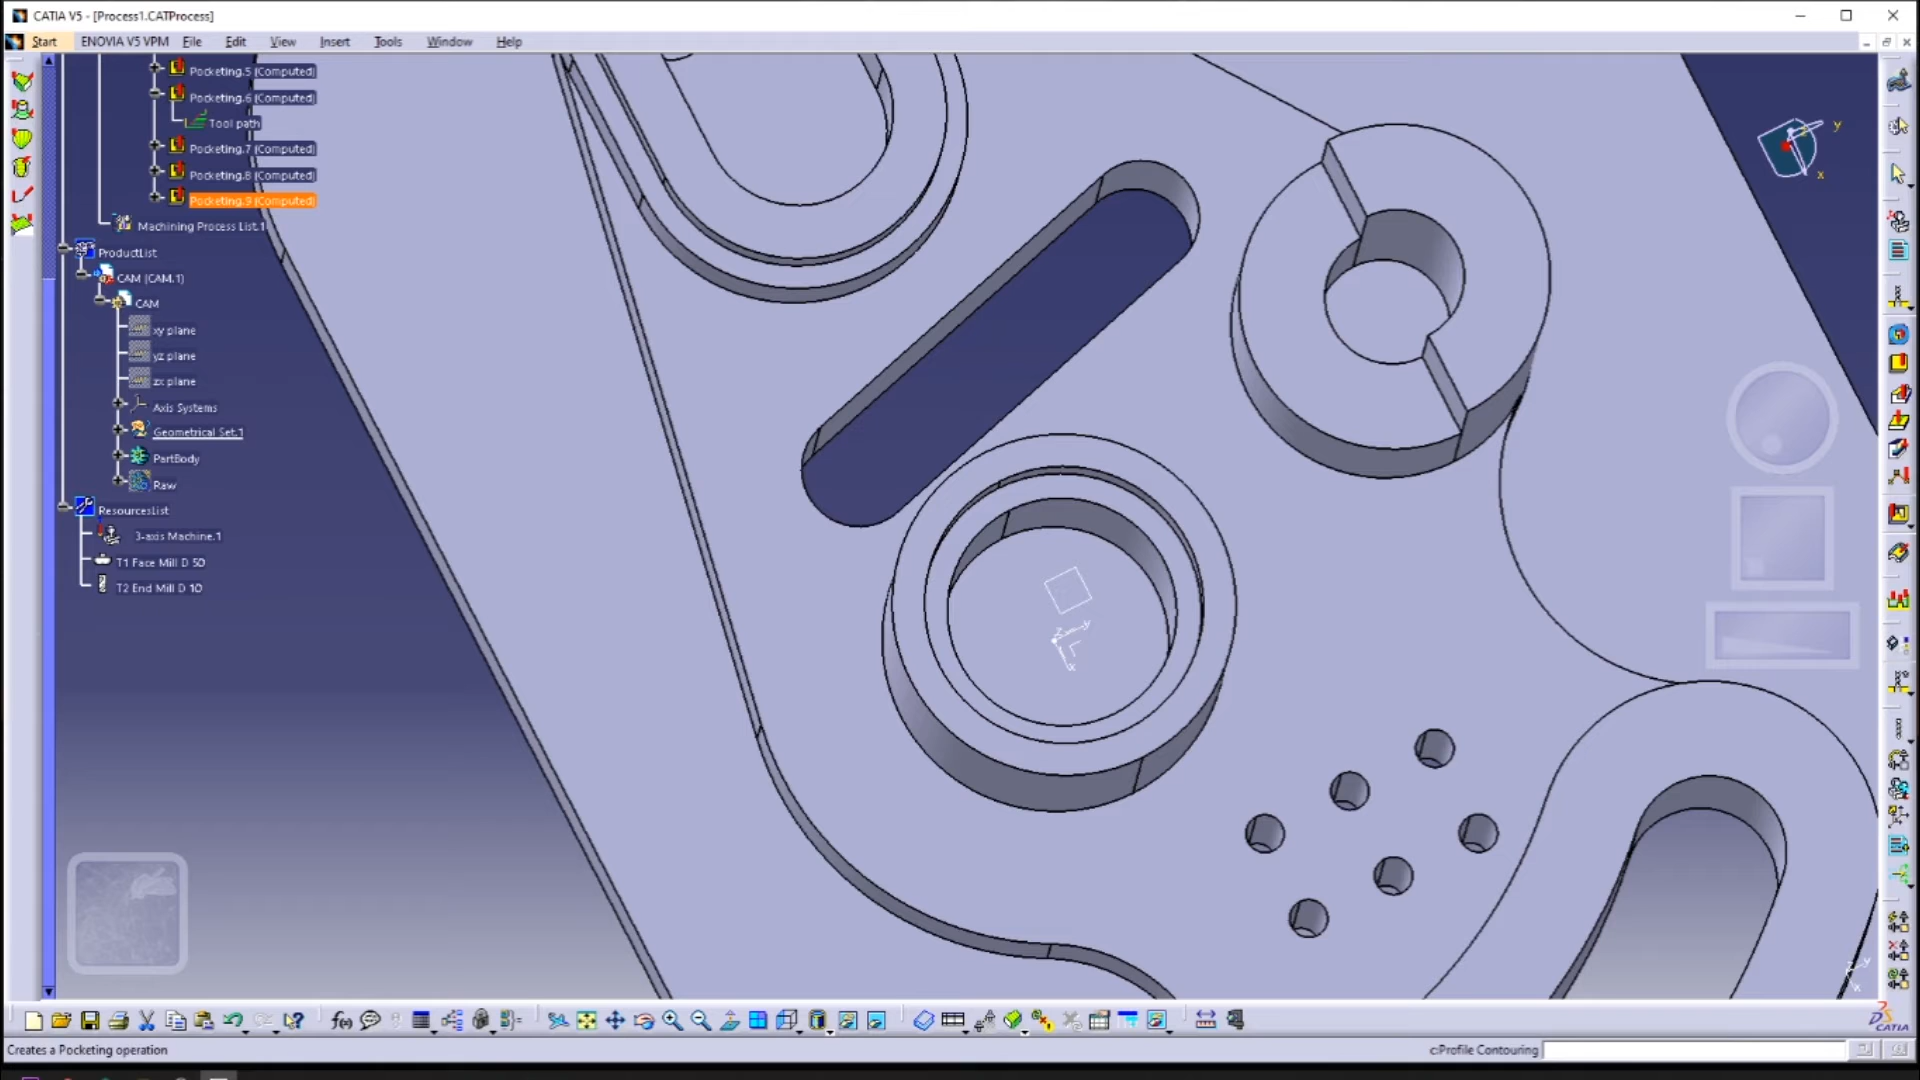 CATIA V5 - [Process1.CATProcess]
Start ENOVIA V5 VPM File Edit View Insert Tools Window Help
Pocketing.5 (Computed)
Pocketing.6 (Computed)
Tool path
Pocketing.7 (Computed)
Pocketing.8 (Computed)
Pocketing.9 (Computed)
Machining Process List.1
ProductList
CAM (CAM.1)
CAM
xy plane
yz plane
zx plane
Axis Systems
Geometrical Set.1
PartBody
Raw
ResourcesList
3-axis Machine.1
T1 Face Mill D 50
T2 End Mill D 10
y
x
z
y
x
CATIA
Creates a Pocketing operation
c:Profile Contouring